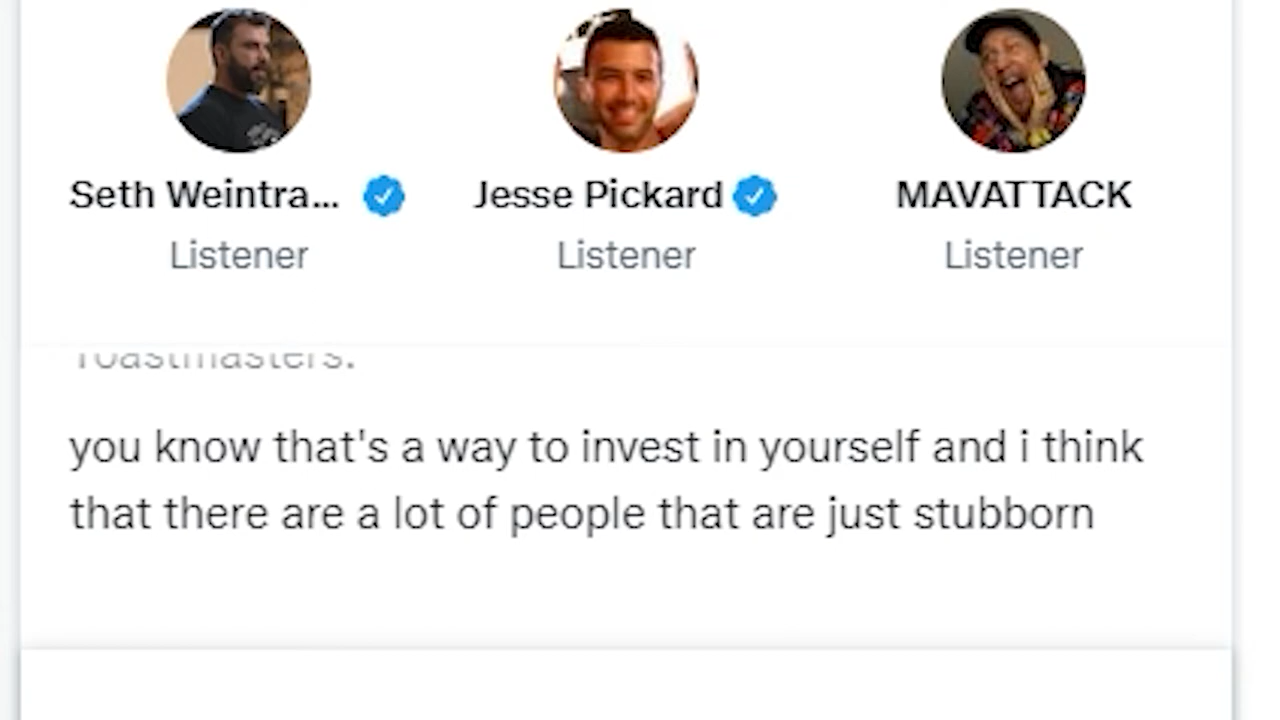 Seth Weintra... Jesse Pickard MAVATTACK
Listener Listener Listener
Toastmasters.
you know that's a way to invest in yourself and i think
that there are a lot of people that are just stubborn